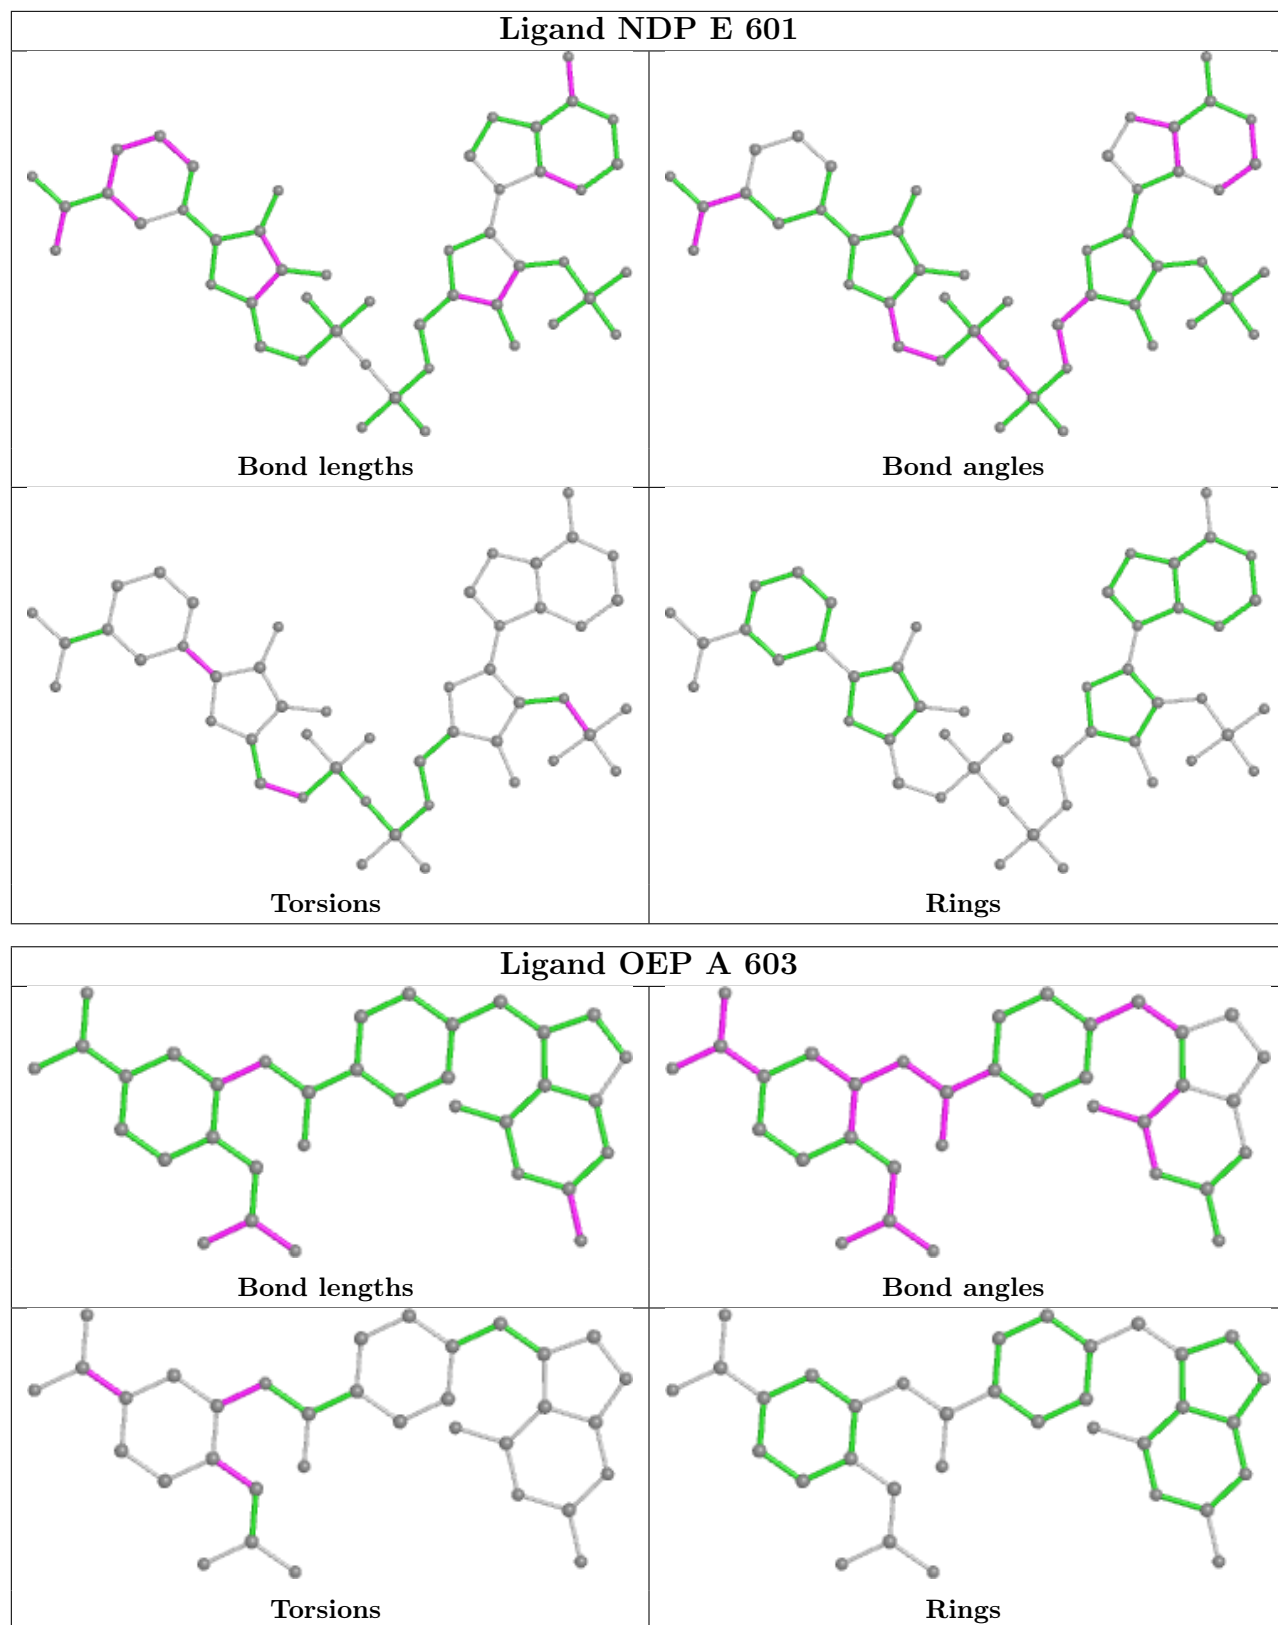 Ligand NDP E 601
Bond lengths
Bond angles
Torsions
Rings
Ligand OEP A 603
Bond lengths
Bond angles
Torsions
Rings